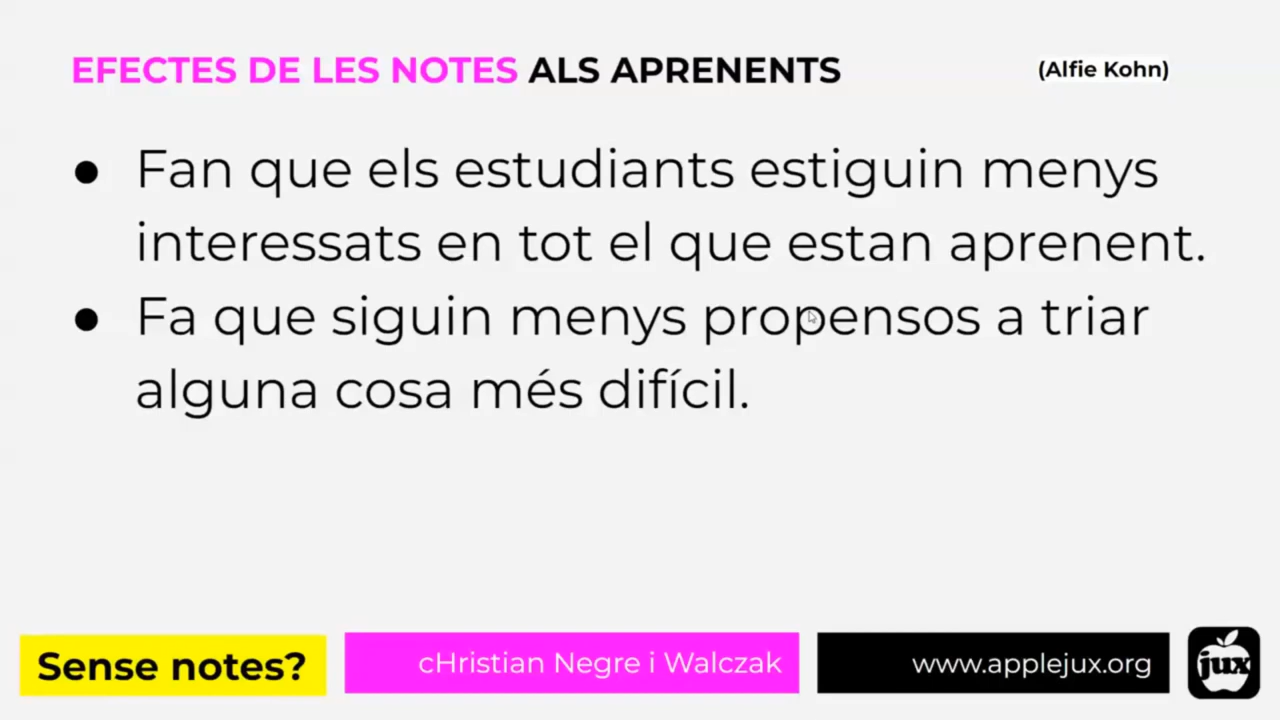 EFECTES DE LES NOTES ALS APRENENTS (Alfie Kohn)
● Fan que els estudiants estiguin menys
interessats en tot el que estan aprenent.
● Fa que siguin menys propensos a triar
alguna cosa més difícil.
Sense notes? cHristian Negre i Walczak www.applejux.org jux